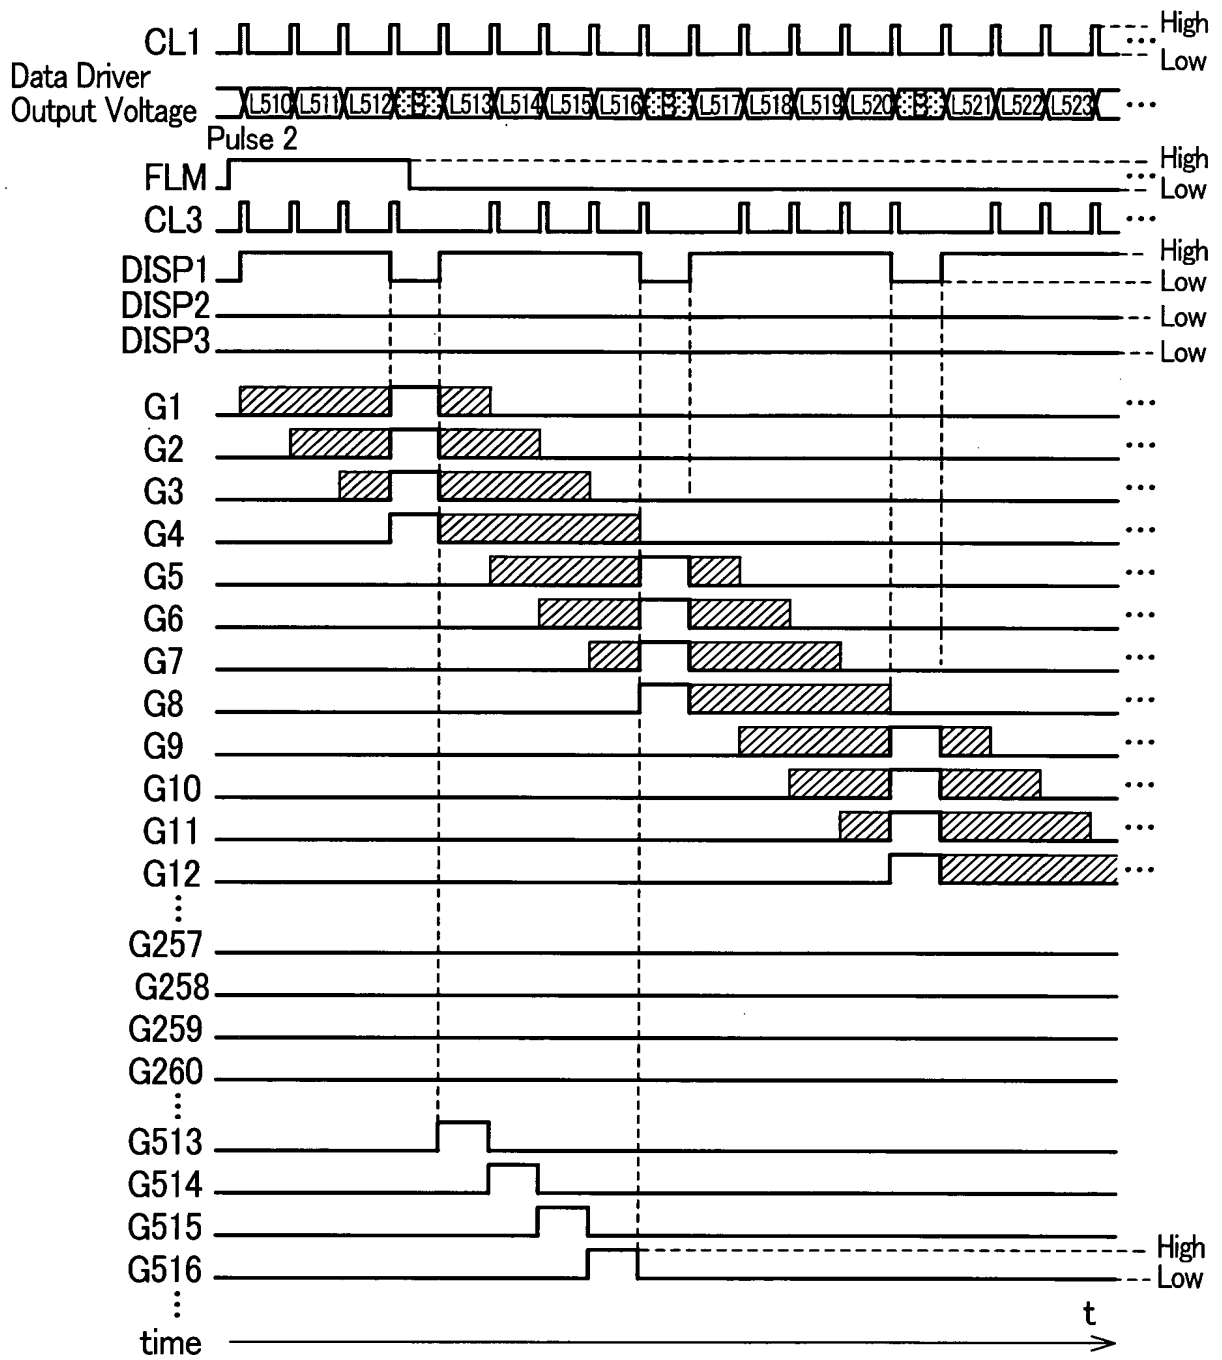 CL1 High
... Low
Data Driver
Output Voltage L510 L511 L512 B L513 L514 L515 L516 B L517 L518 L519 L520 B L521 L522 L523 ...
Pulse 2
FLM High
... Low
CL3 ...
DISP1 High
Low
DISP2 Low
DISP3 Low
G1 ...
G2 ...
G3 ...
G4 ...
G5 ...
G6 ...
G7 ...
G8 ...
G9 ...
G10 ...
G11 ...
G12 ...
G257
G258
G259
G260
G513
G514
G515
G516 High
Low
time t